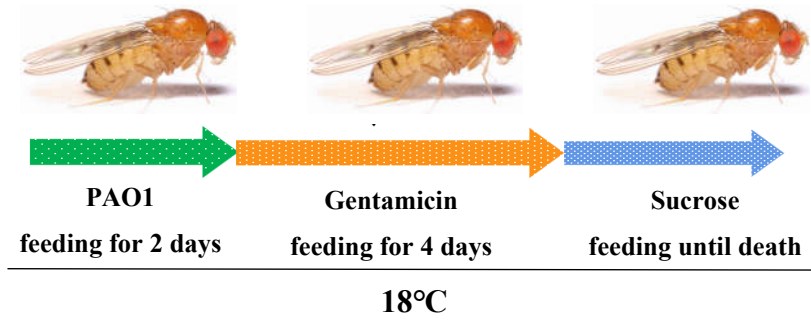 PAO1
feeding for 2 days
Gentamicin
feeding for 4 days
Sucrose
feeding until death
18℃